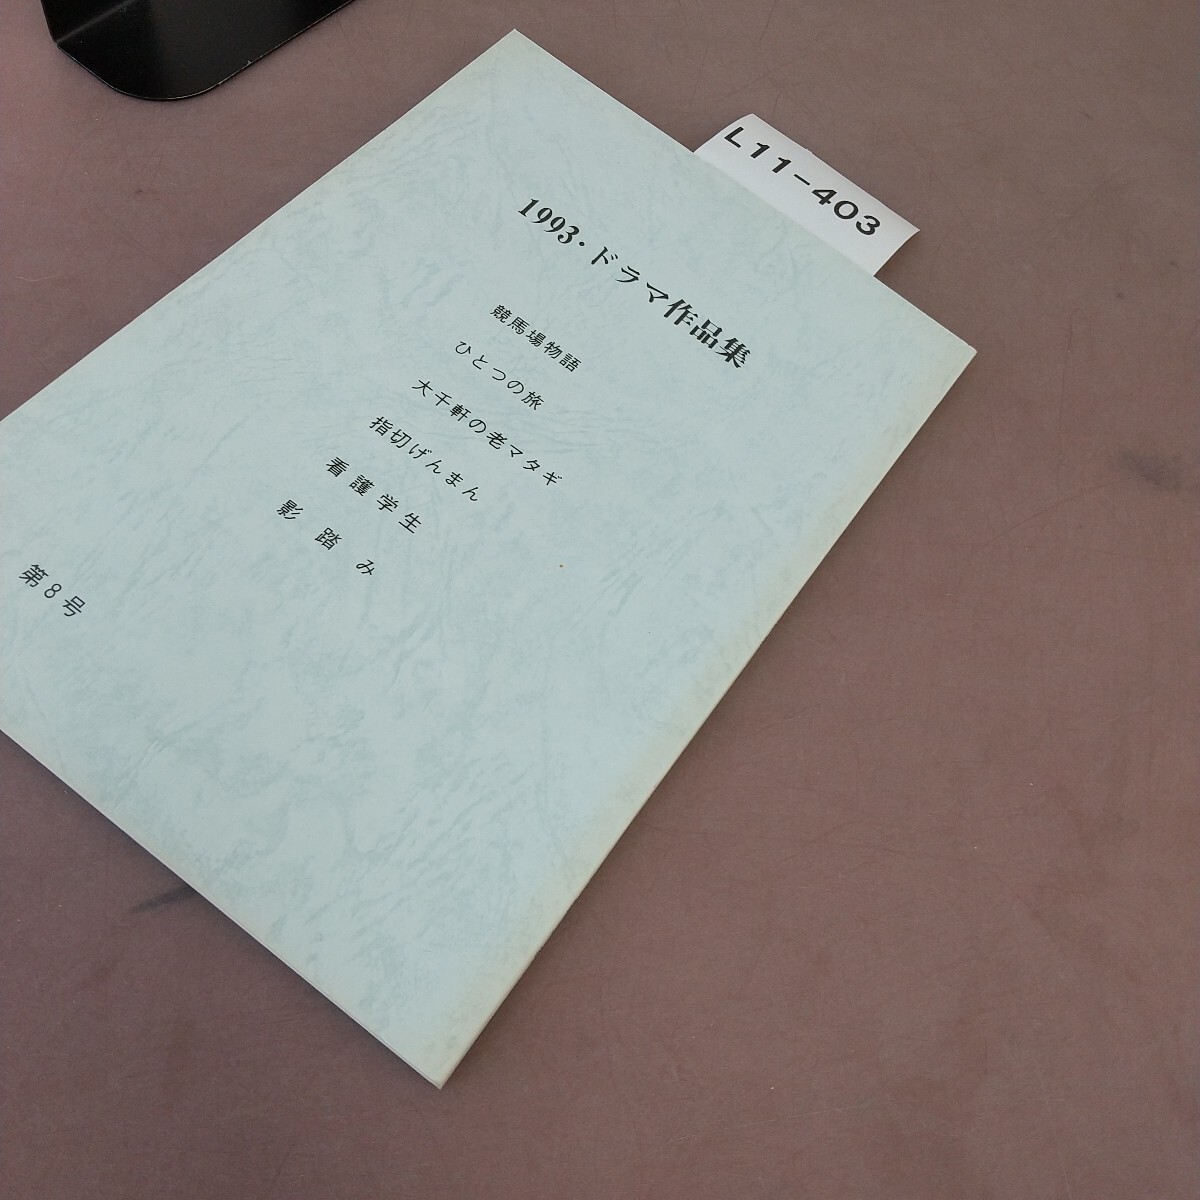 L11-403
1993・ドラマ作品集
競馬場物語
ひとつの旅
大千軒の老マタギ
指切げんまん
看護学生
影踏み
第8号